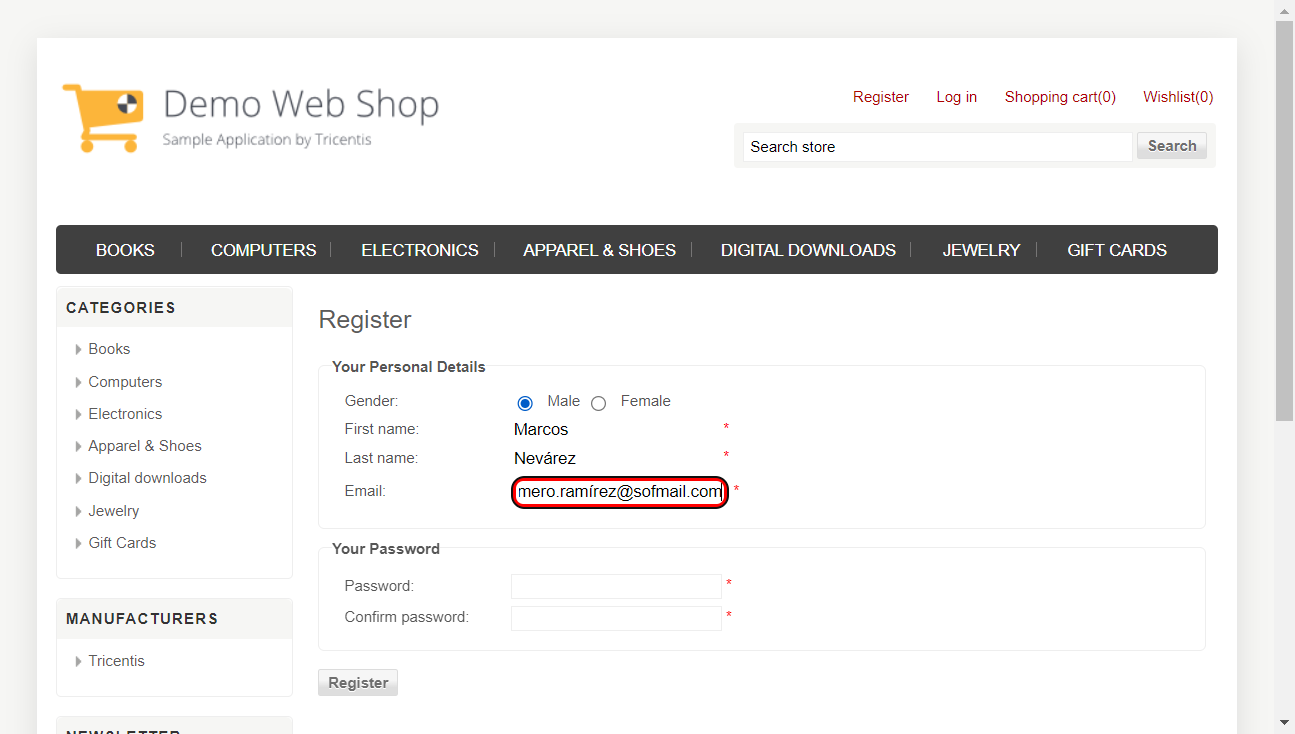 Demo Web Shop
Sample Application by Tricentis
Register Log in Shopping cart(0) Wishlist(0)
Search store Search
BOOKS COMPUTERS ELECTRONICS APPAREL & SHOES DIGITAL DOWNLOADS JEWELRY GIFT CARDS
CATEGORIES
Books
Computers
Electronics
Apparel & Shoes
Digital downloads
Jewelry
Gift Cards
MANUFACTURERS
Tricentis
NEWSLETTER
Register
Your Personal Details
Gender: Male Female
First name: Marcos *
Last name: Nevárez *
Email: mero.ramírez@sofmail.com *
Your Password
Password: *
Confirm password: *
Register